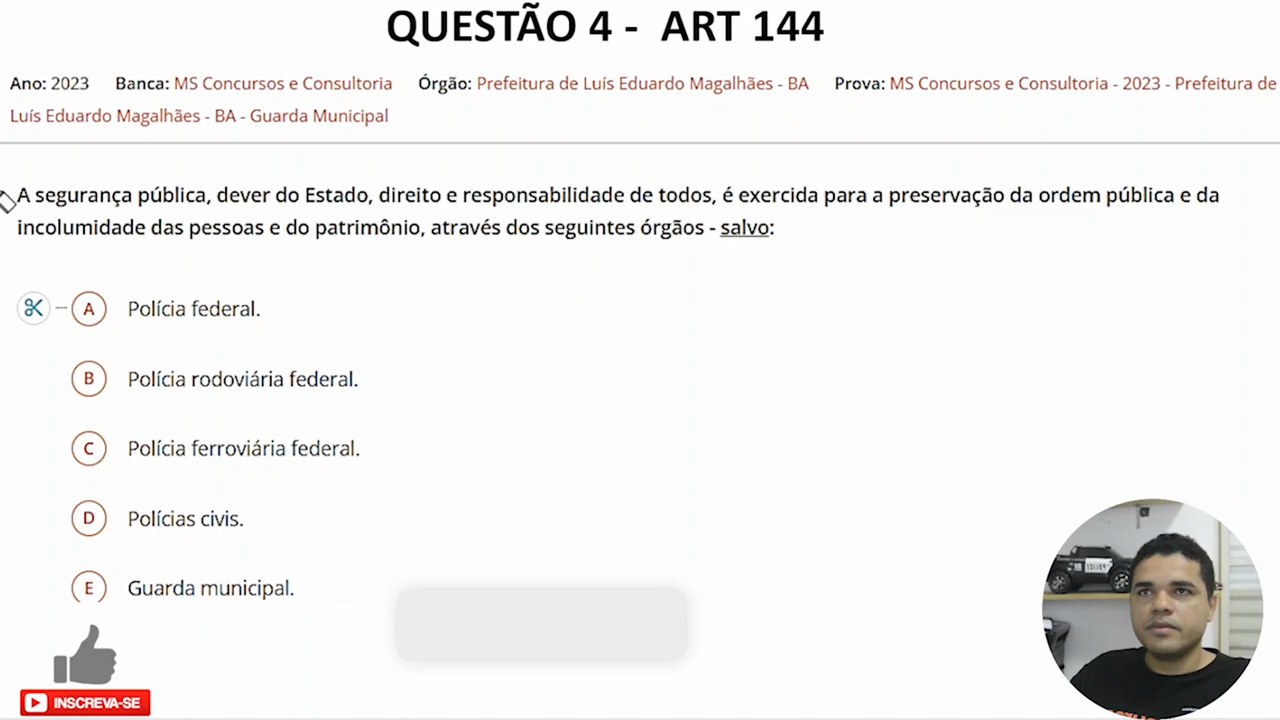 QUESTÃO 4 - ART 144
Ano: 2023 Banca: MS Concursos e Consultoria Órgão: Prefeitura de Luís Eduardo Magalhães - BA Prova: MS Concursos e Consultoria - 2023 - Prefeitura de
Luís Eduardo Magalhães - BA - Guarda Municipal
A segurança pública, dever do Estado, direito e responsabilidade de todos, é exercida para a preservação da ordem pública e da
incolumidade das pessoas e do patrimônio, através dos seguintes órgãos - salvo:
A Polícia federal.
B Polícia rodoviária federal.
C Polícia ferroviária federal.
D Polícias civis.
E Guarda municipal.
INSCREVA-SE